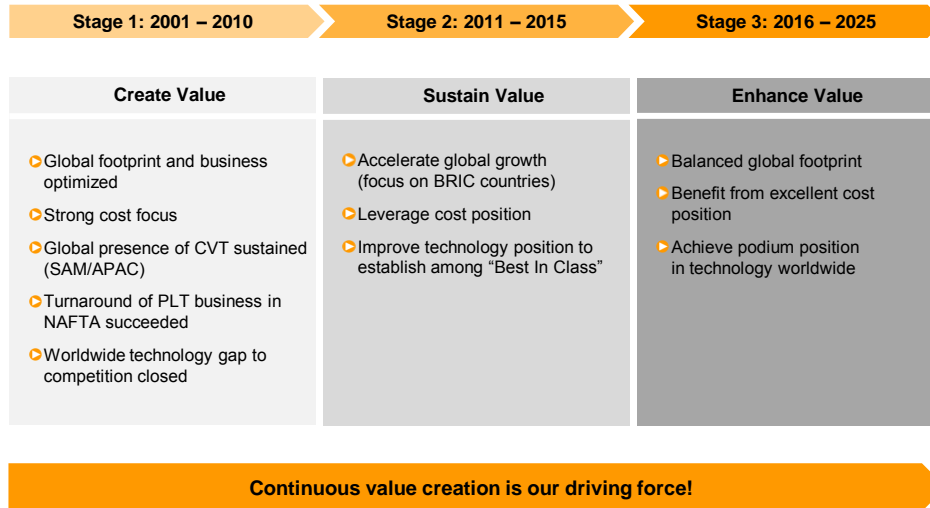 Stage 1: 2001 – 2010
Stage 2: 2011 – 2015
Stage 3: 2016 – 2025
Create Value
Global footprint and business
optimized
Strong cost focus
Global presence of CVT sustained
(SAM/APAC)
Turnaround of PLT business in
NAFTA succeeded
Worldwide technology gap to
competition closed
Sustain Value
Accelerate global growth
(focus on BRIC countries)
Leverage cost position
Improve technology position to
establish among “Best In Class”
Enhance Value
Balanced global footprint
Benefit from excellent cost
position
Achieve podium position
in technology worldwide
Continuous value creation is our driving force!